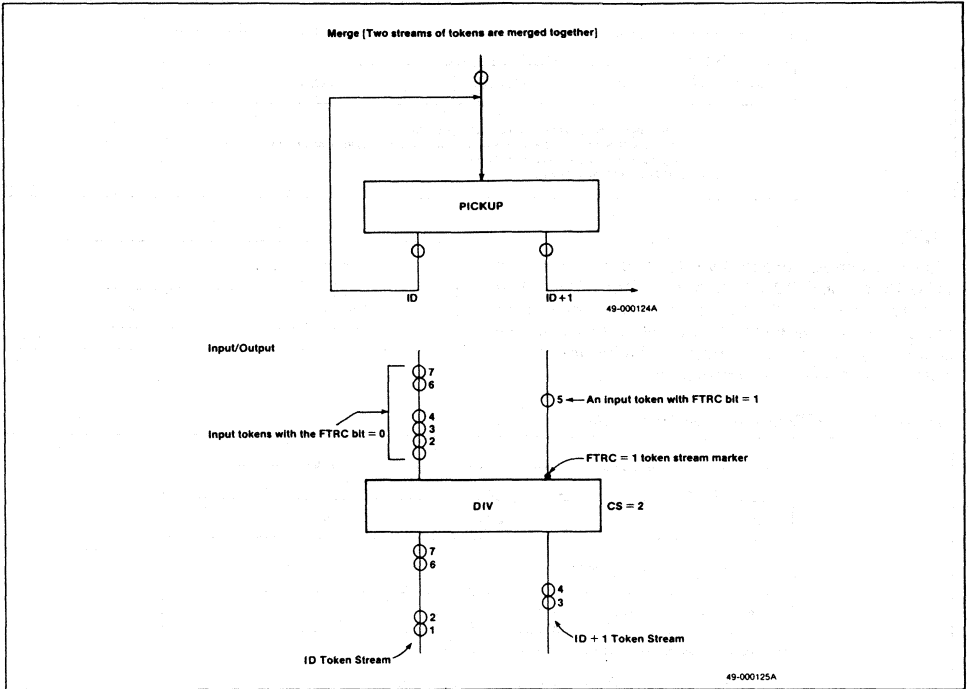 Merge [Two streams of tokens are merged together]
PICKUP
ID
ID + 1
49-000124A
Input/Output
7
6
5 An input token with FTRC bit = 1
4
3
Input tokens with the FTRC bit = 0
2
FTRC = 1 token stream marker
DIV
CS = 2
7
6
4
3
2
1
ID + 1 Token Stream
ID Token Stream
49-000125A